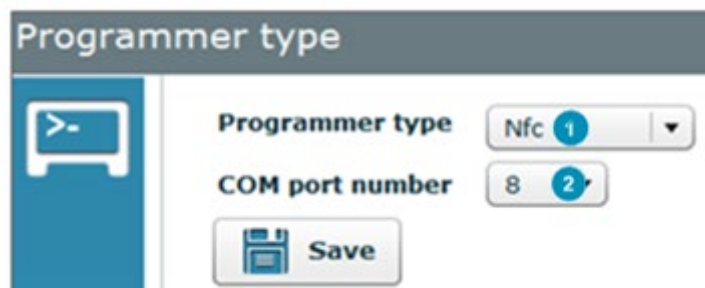 Programmer type
>-
Programmer type Nfc 1
COM port number 8 2
Save